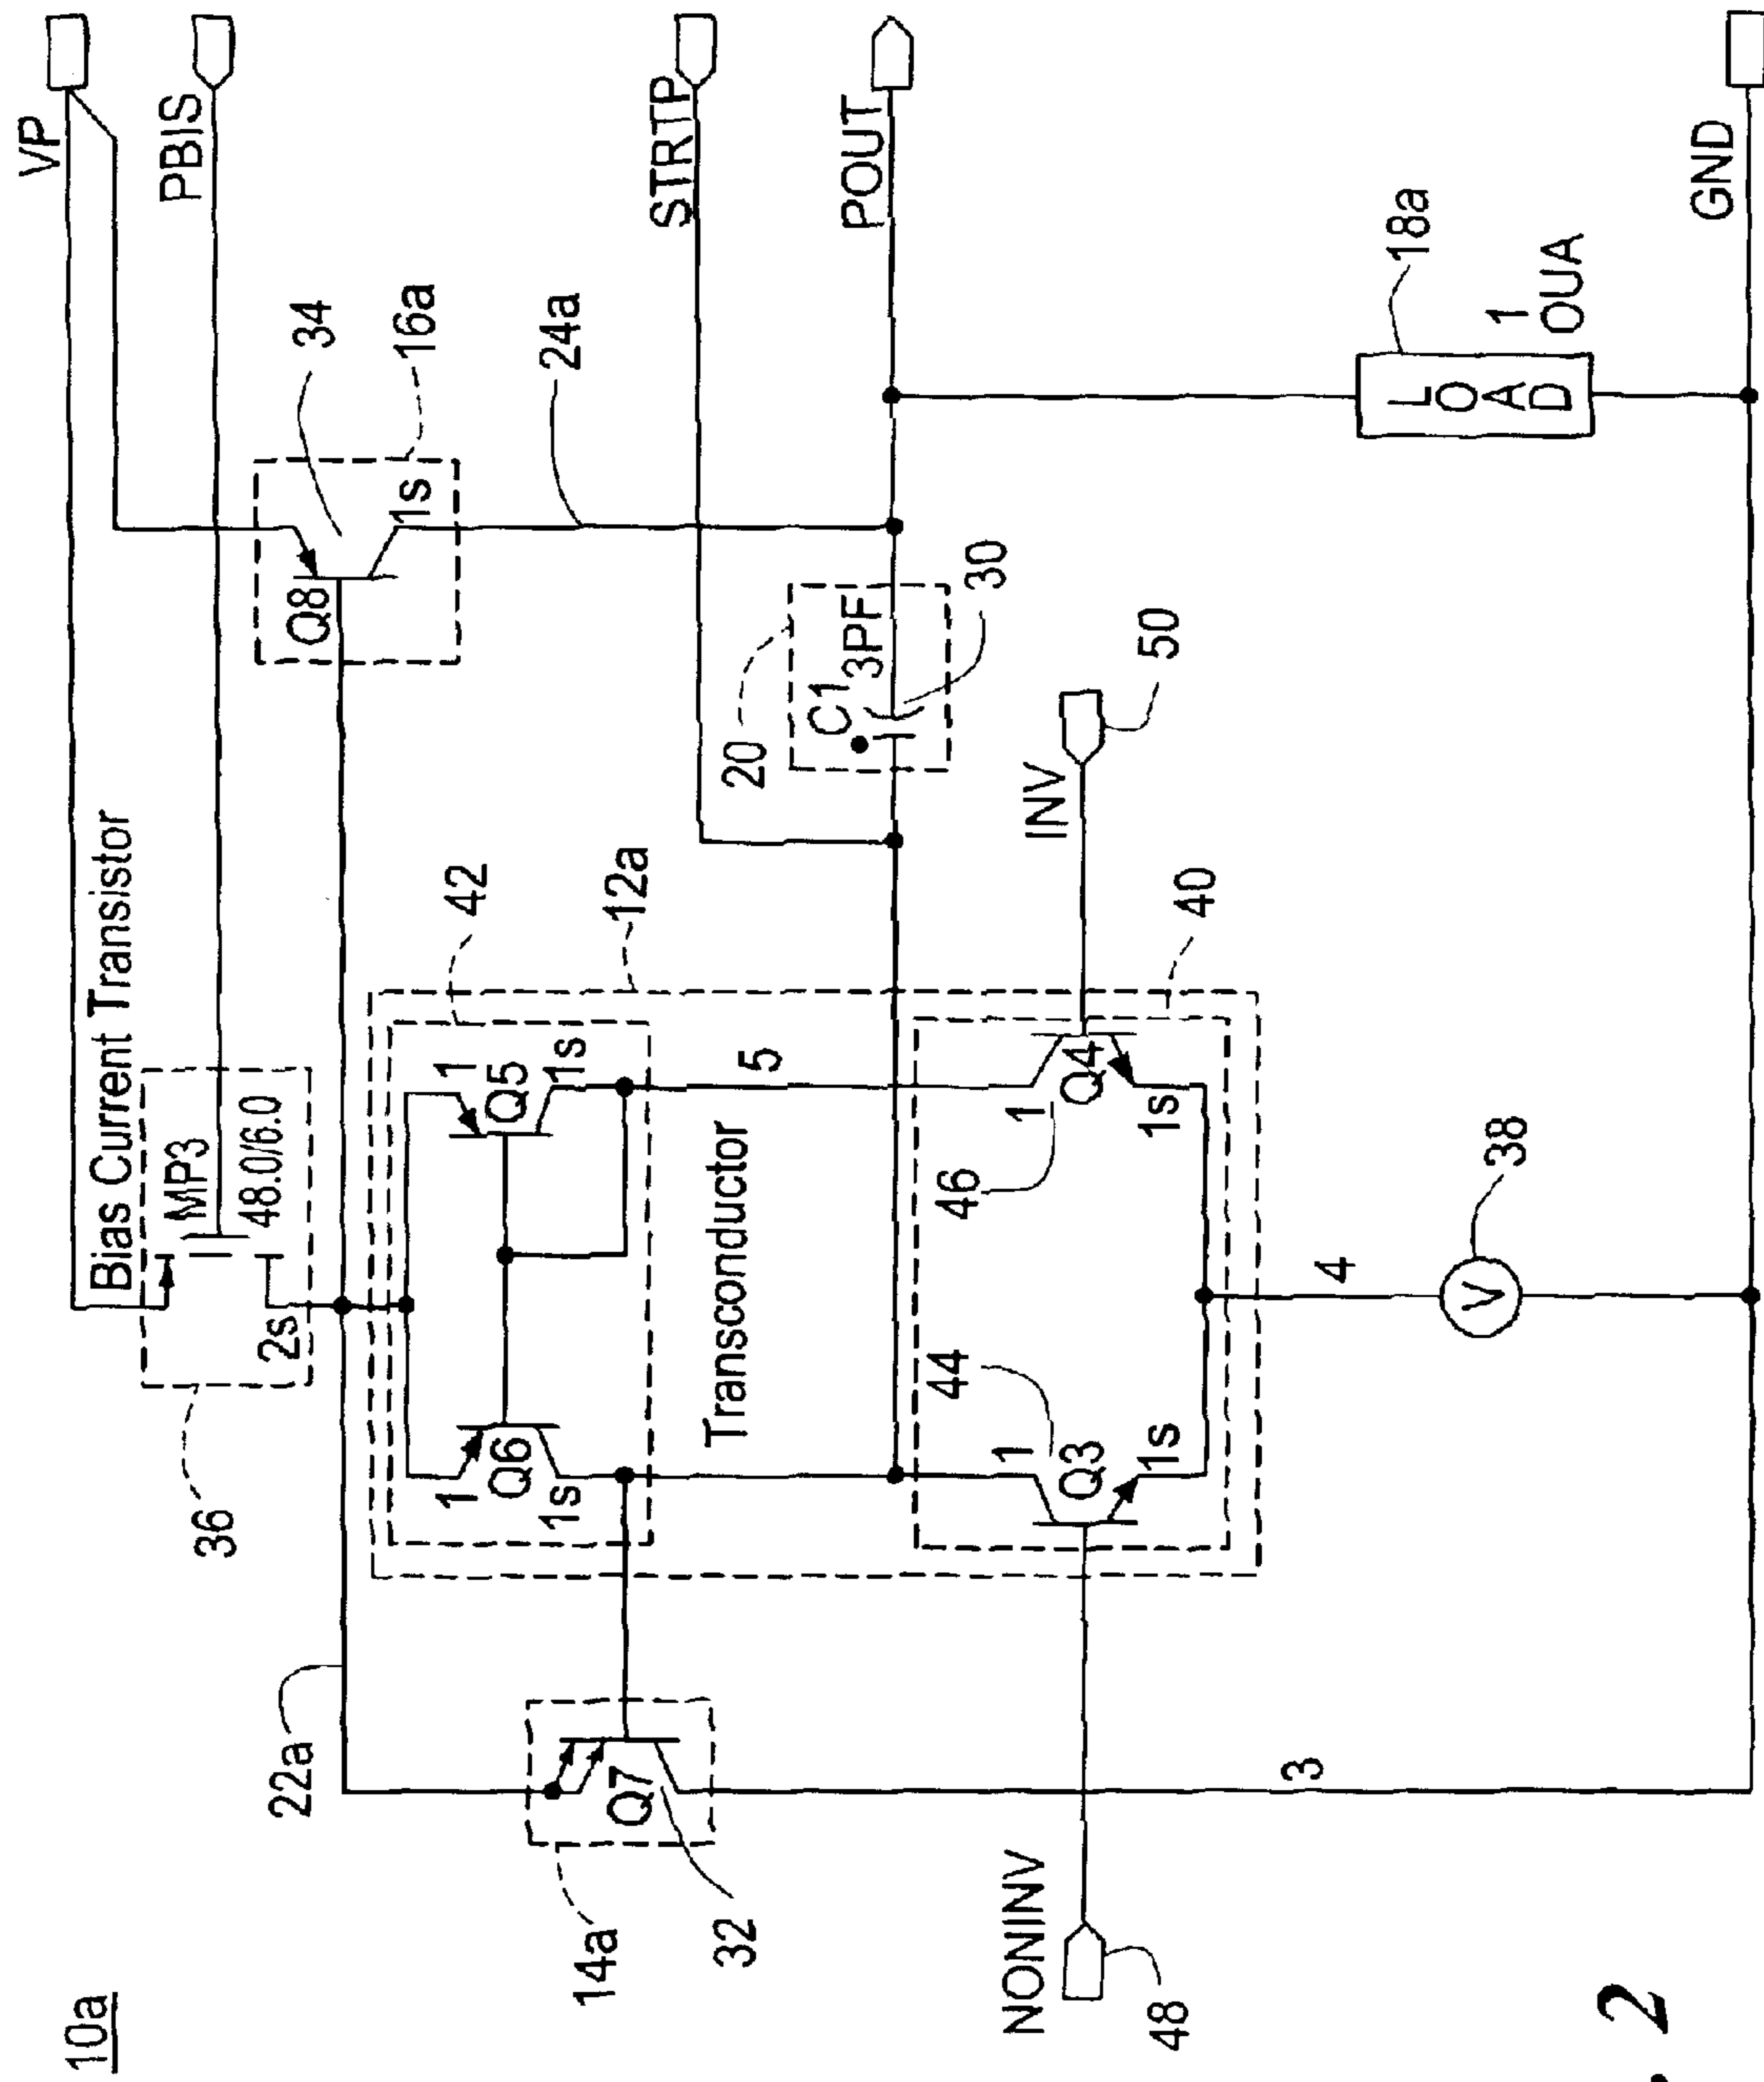 10a
VP
Bias Current Transistor
PBIS
MP3
48.0/6.0
2s
36
22a
Q8
1s
34
16a
24a
42
12a
1
Q6
1s
1
Q5
1s
14a
Q7
32
Transconductor
5
STRTP
20
C1
3PF
30
POUT
NONINV
48
INV
50
44
1
Q3
1s
46
1
Q4
1s
40
3
4
V
38
LOAD
18a
1
0UA
GND
2